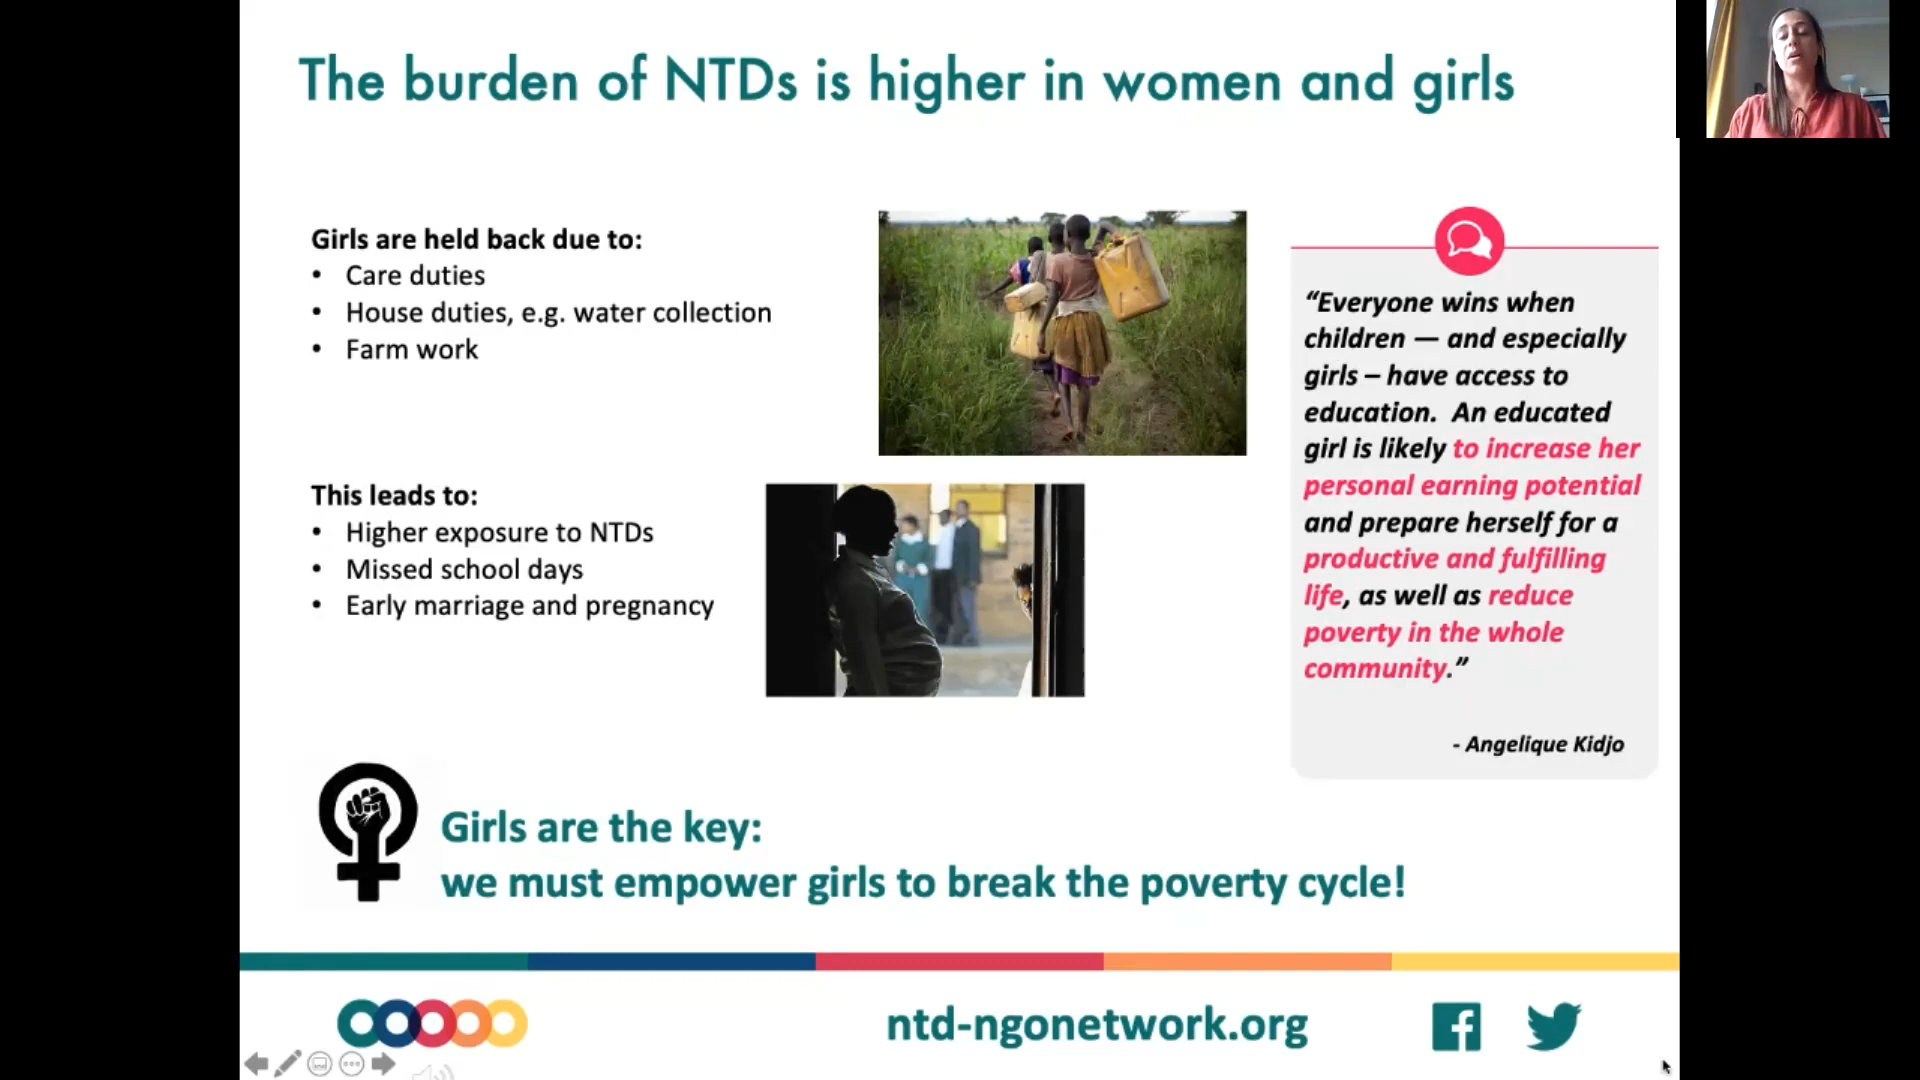 The burden of NTDs is higher in women and girls
Girls are held back due to:
• Care duties
• House duties, e.g. water collection
• Farm work
This leads to:
• Higher exposure to NTDs
• Missed school days
• Early marriage and pregnancy
“Everyone wins when
children — and especially
girls – have access to
education. An educated
girl is likely to increase her
personal earning potential
and prepare herself for a
productive and fulfilling
life, as well as reduce
poverty in the whole
community.”
- Angelique Kidjo
Girls are the key:
we must empower girls to break the poverty cycle!
ntd-ngonetwork.org